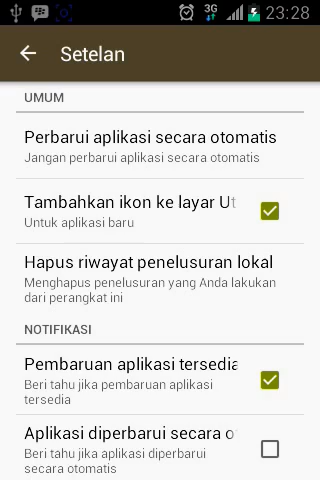 3G 23:28
Setelan
UMUM
Perbarui aplikasi secara otomatis
Jangan perbarui aplikasi secara otomatis
Tambahkan ikon ke layar Ut
Untuk aplikasi baru
Hapus riwayat penelusuran lokal
Menghapus penelusuran yang Anda lakukan
dari perangkat ini
NOTIFIKASI
Pembaruan aplikasi tersedia
Beri tahu jika pembaruan aplikasi
tersedia
Aplikasi diperbarui secara o
Beri tahu jika aplikasi diperbarui
secara otomatis